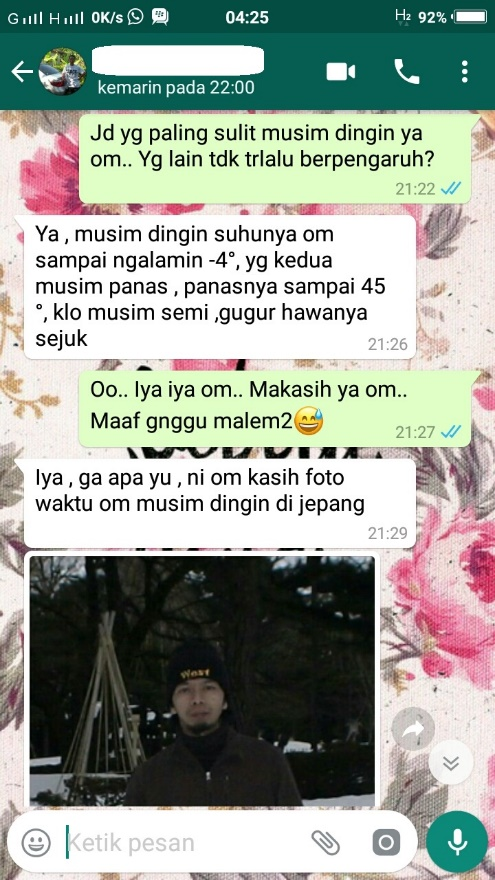 G H 0K/s 04:25 H2 92%
kemarin pada 22:00
Jd yg paling sulit musim dingin ya
om.. Yg lain tdk trlalu berpengaruh?
21:22
Ya , musim dingin suhunya om
sampai ngalamin -4°, yg kedua
musim panas , panasnya sampai 45
°, klo musim semi ,gugur hawanya
sejuk
21:26
Oo.. Iya iya om.. Makasih ya om..
Maaf gnggu malem2😅
21:27
Iya , ga apa yu , ni om kasih foto
waktu om musim dingin di jepang
21:29
West
Ketik pesan